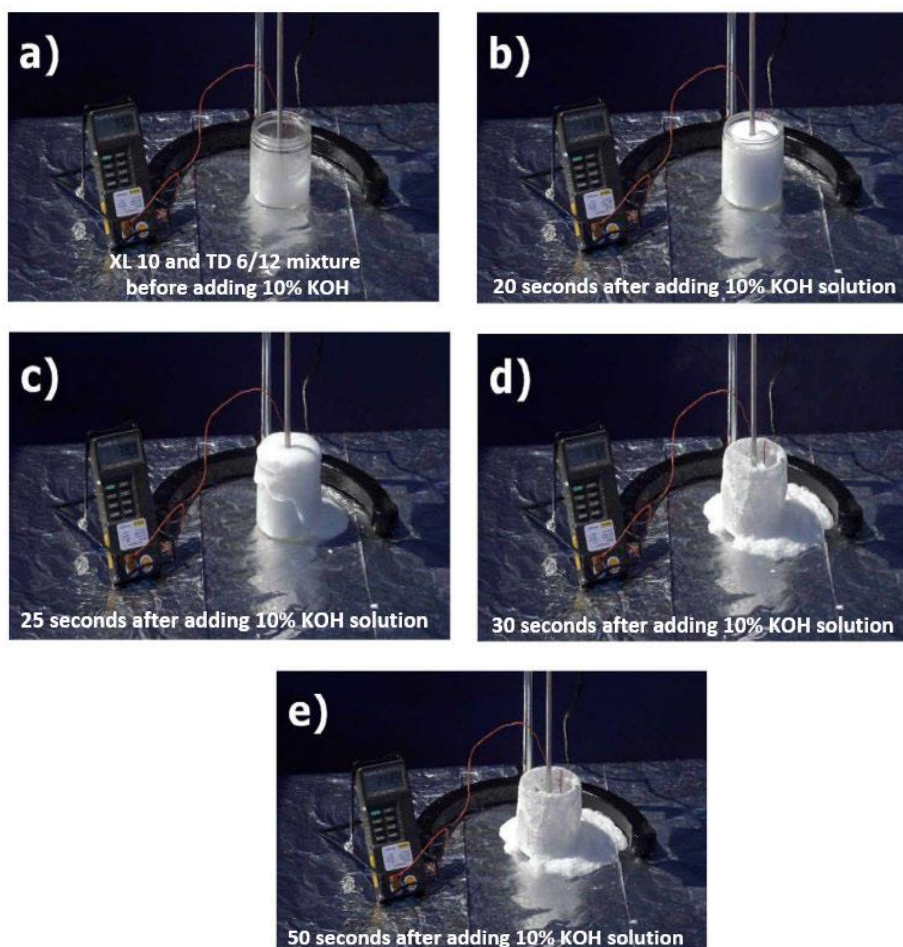 a)
XL 10 and TD 6/12 mixture
before adding 10% KOH
b)
20 seconds after adding 10% KOH solution
c)
25 seconds after adding 10% KOH solution
d)
30 seconds after adding 10% KOH solution
e)
50 seconds after adding 10% KOH solution